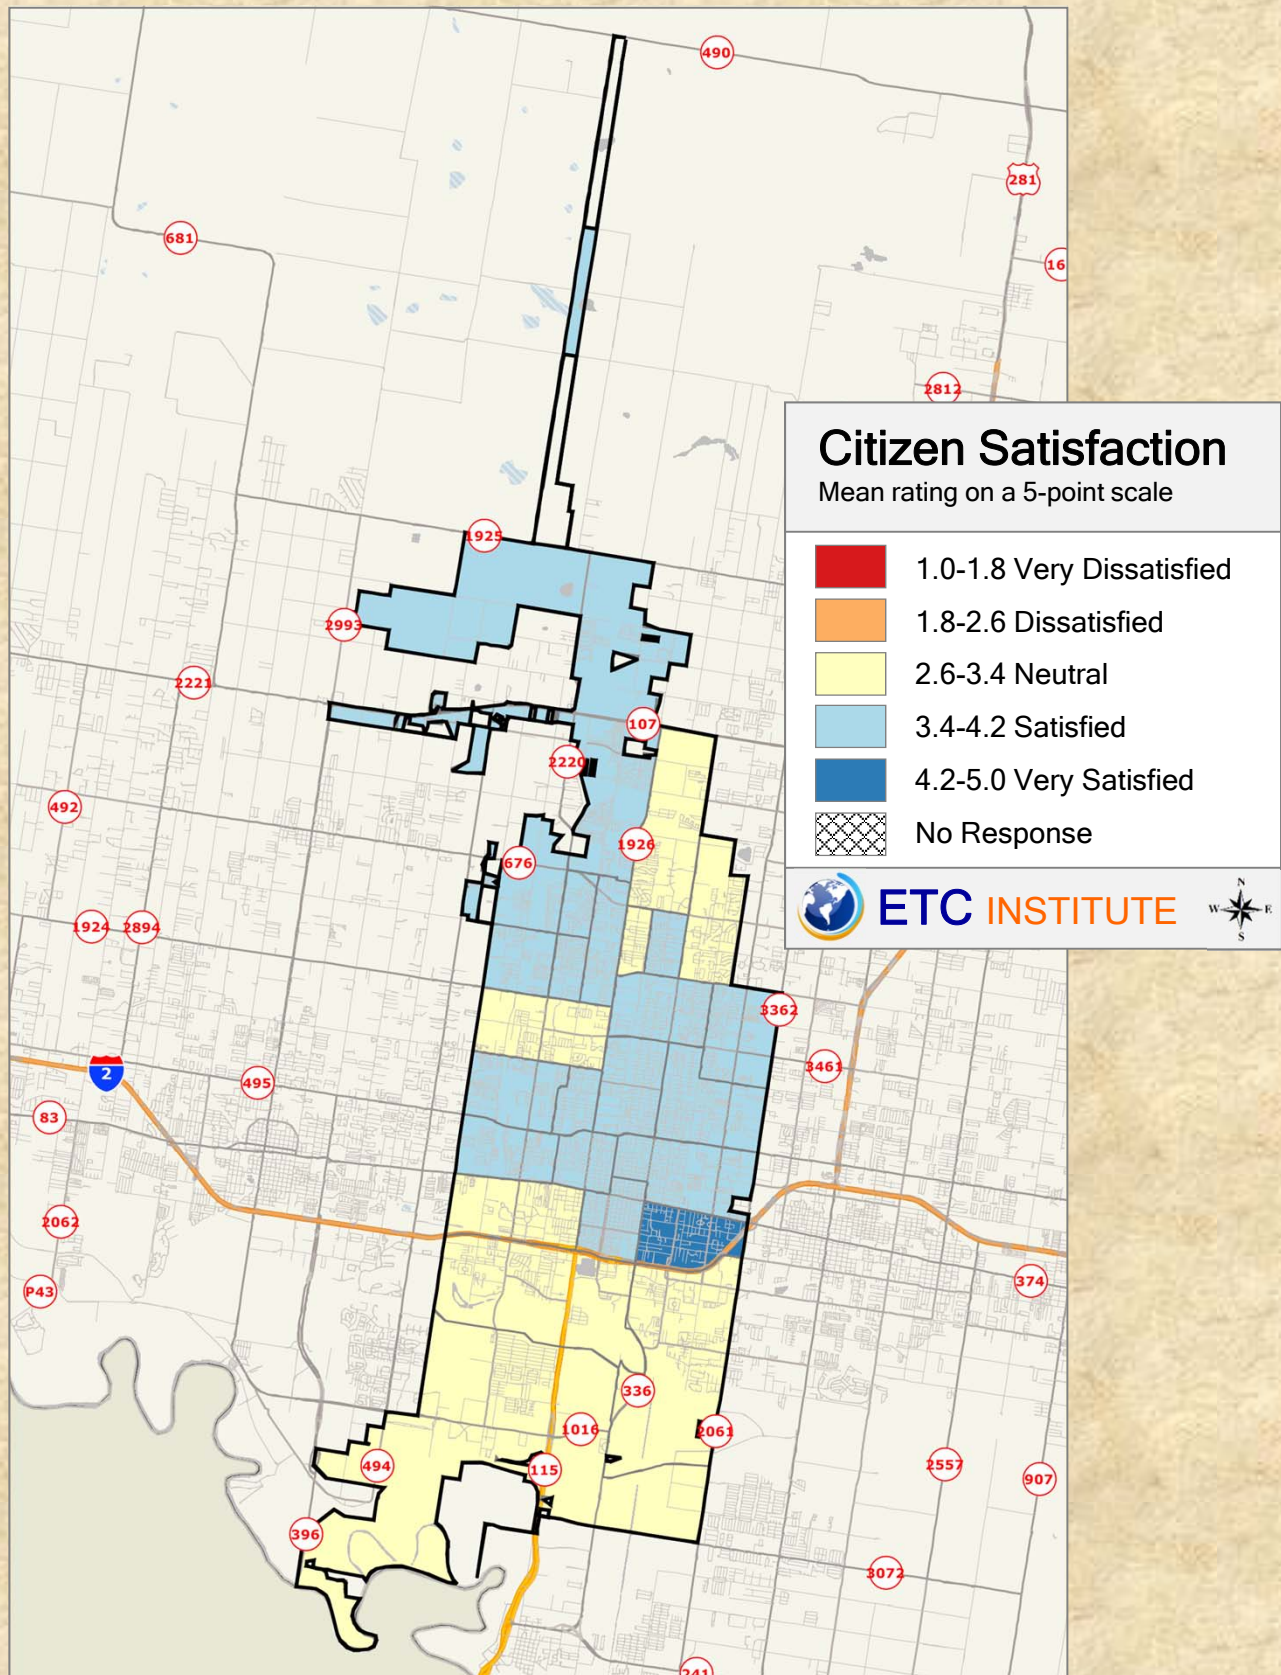 490
281
681
16
2812
Citizen Satisfaction
Mean rating on a 5-point scale
1.0-1.8 Very Dissatisfied
1.8-2.6 Dissatisfied
2.6-3.4 Neutral
3.4-4.2 Satisfied
4.2-5.0 Very Satisfied
No Response
ETC INSTITUTE
N
W E
S
1925
2993
2221
107
2220
492
1926
676
1924
2894
3362
3461
2
495
83
2062
374
P43
336
1016
2061
494
115
2557
907
396
3072
241